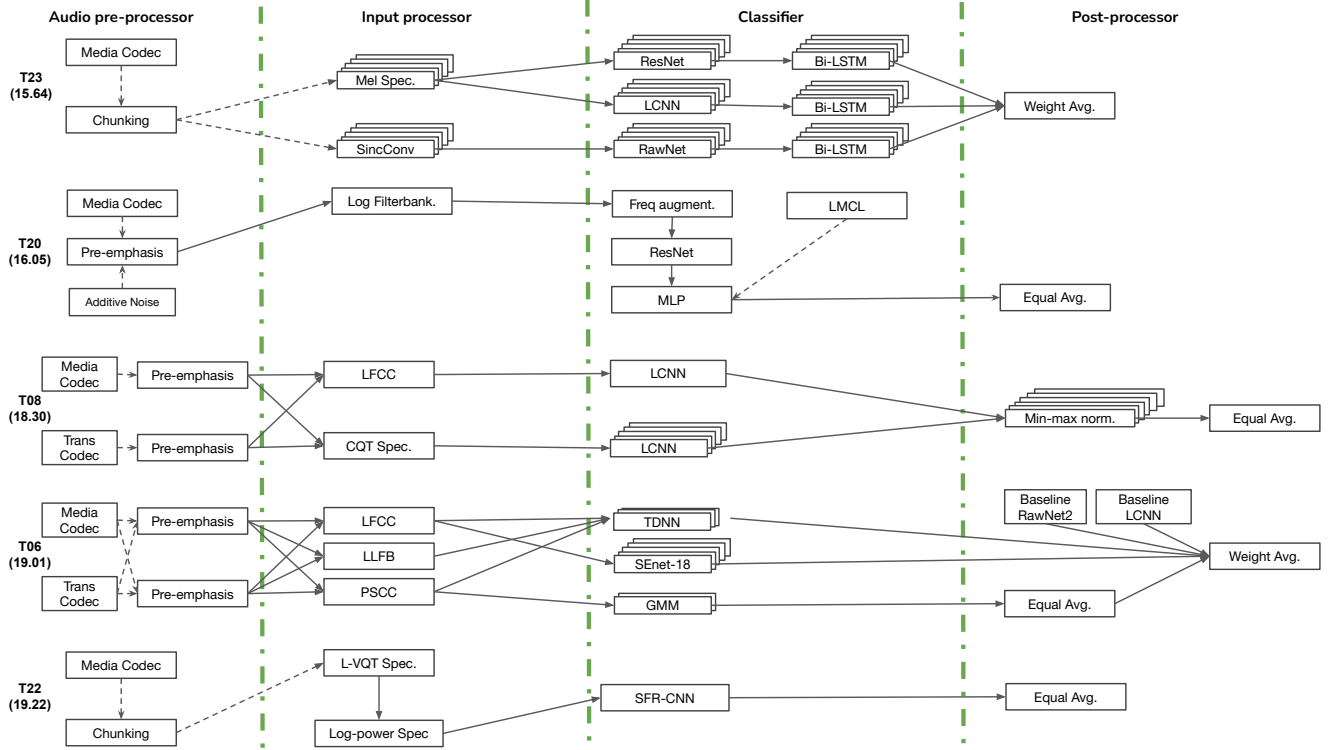 Audio pre-processor
Input processor
Classifier
Post-processor
T23
(15.64)
Media Codec
Chunking
Mel Spec.
SincConv
ResNet
Bi-LSTM
LCNN
Bi-LSTM
RawNet
Bi-LSTM
Weight Avg.
T20
(16.05)
Media Codec
Pre-emphasis
Additive Noise
Log Filterbank.
Freq augment.
LMCL
ResNet
MLP
Equal Avg.
T08
(18.30)
Media
Codec
Pre-emphasis
Trans
Codec
Pre-emphasis
LFCC
CQT Spec.
LCNN
LCNN
Min-max norm.
Equal Avg.
T06
(19.01)
Media
Codec
Pre-emphasis
Trans
Codec
Pre-emphasis
LFCC
LLFB
PSCC
TDNN
SEnet-18
GMM
Baseline
RawNet2
Baseline
LCNN
Weight Avg.
Equal Avg.
T22
(19.22)
Media Codec
Chunking
L-VQT Spec.
Log-power Spec
SFR-CNN
Equal Avg.